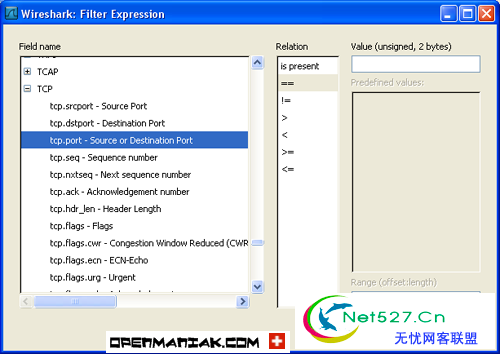 Wireshark: Filter Expression
Field name
Relation
Value (unsigned, 2 bytes)
TCAP
TCP
tcp.srcport - Source Port
tcp.dstport - Destination Port
tcp.port - Source or Destination Port
tcp.seq - Sequence number
tcp.nxtseq - Next sequence number
tcp.ack - Acknowledgement number
tcp.hdr_len - Header Length
tcp.flags - Flags
tcp.flags.cwr - Congestion Window Reduced (CWR
tcp.flags.ecn - ECN-Echo
tcp.flags.urg - Urgent
is present
==
!=
>
<
>=
<=
Predefined values:
Range (offset:length)
OPENMANIAK.COM
Net527.Cn
无忧网客联盟